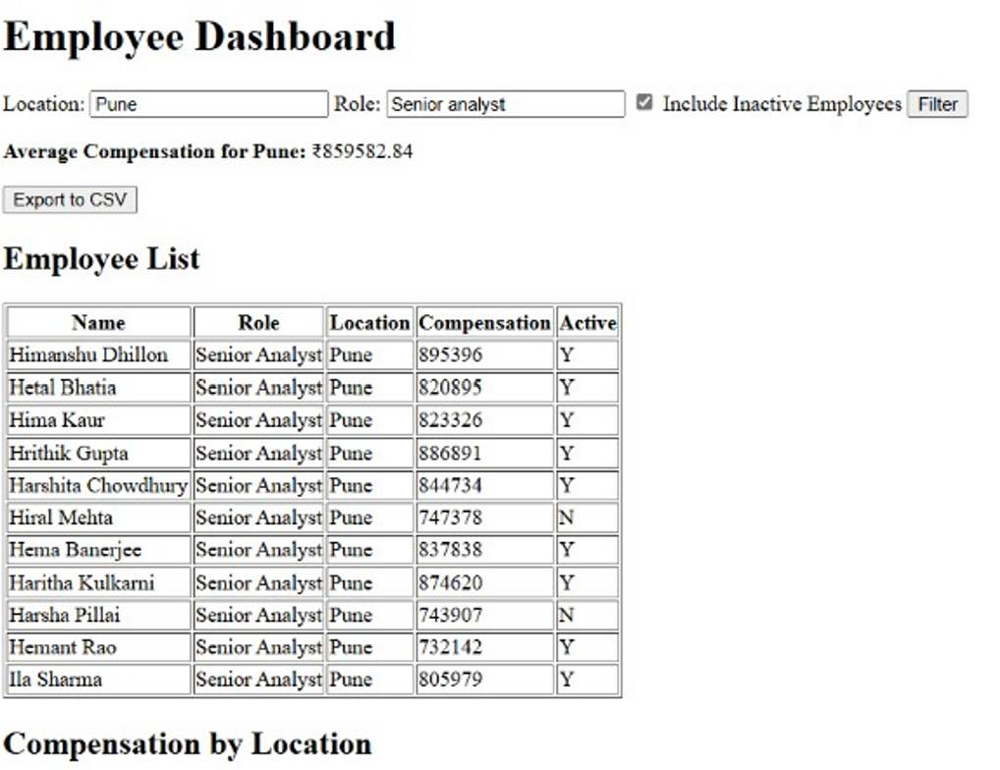 Employee Dashboard
Location: Pune Role: Senior analyst Include Inactive Employees Filter
Average Compensation for Pune: ₹859582.84
Export to CSV
Employee List
Name Role Location Compensation Active
Himanshu Dhillon Senior Analyst Pune 895396 Y
Hetal Bhatia Senior Analyst Pune 820895 Y
Hima Kaur Senior Analyst Pune 823326 Y
Hrithik Gupta Senior Analyst Pune 886891 Y
Harshita Chowdhury Senior Analyst Pune 844734 Y
Hiral Mehta Senior Analyst Pune 747378 N
Hema Banerjee Senior Analyst Pune 837838 Y
Haritha Kulkarni Senior Analyst Pune 874620 Y
Harsha Pillai Senior Analyst Pune 743907 N
Hemant Rao Senior Analyst Pune 732142 Y
Ila Sharma Senior Analyst Pune 805979 Y
Compensation by Location